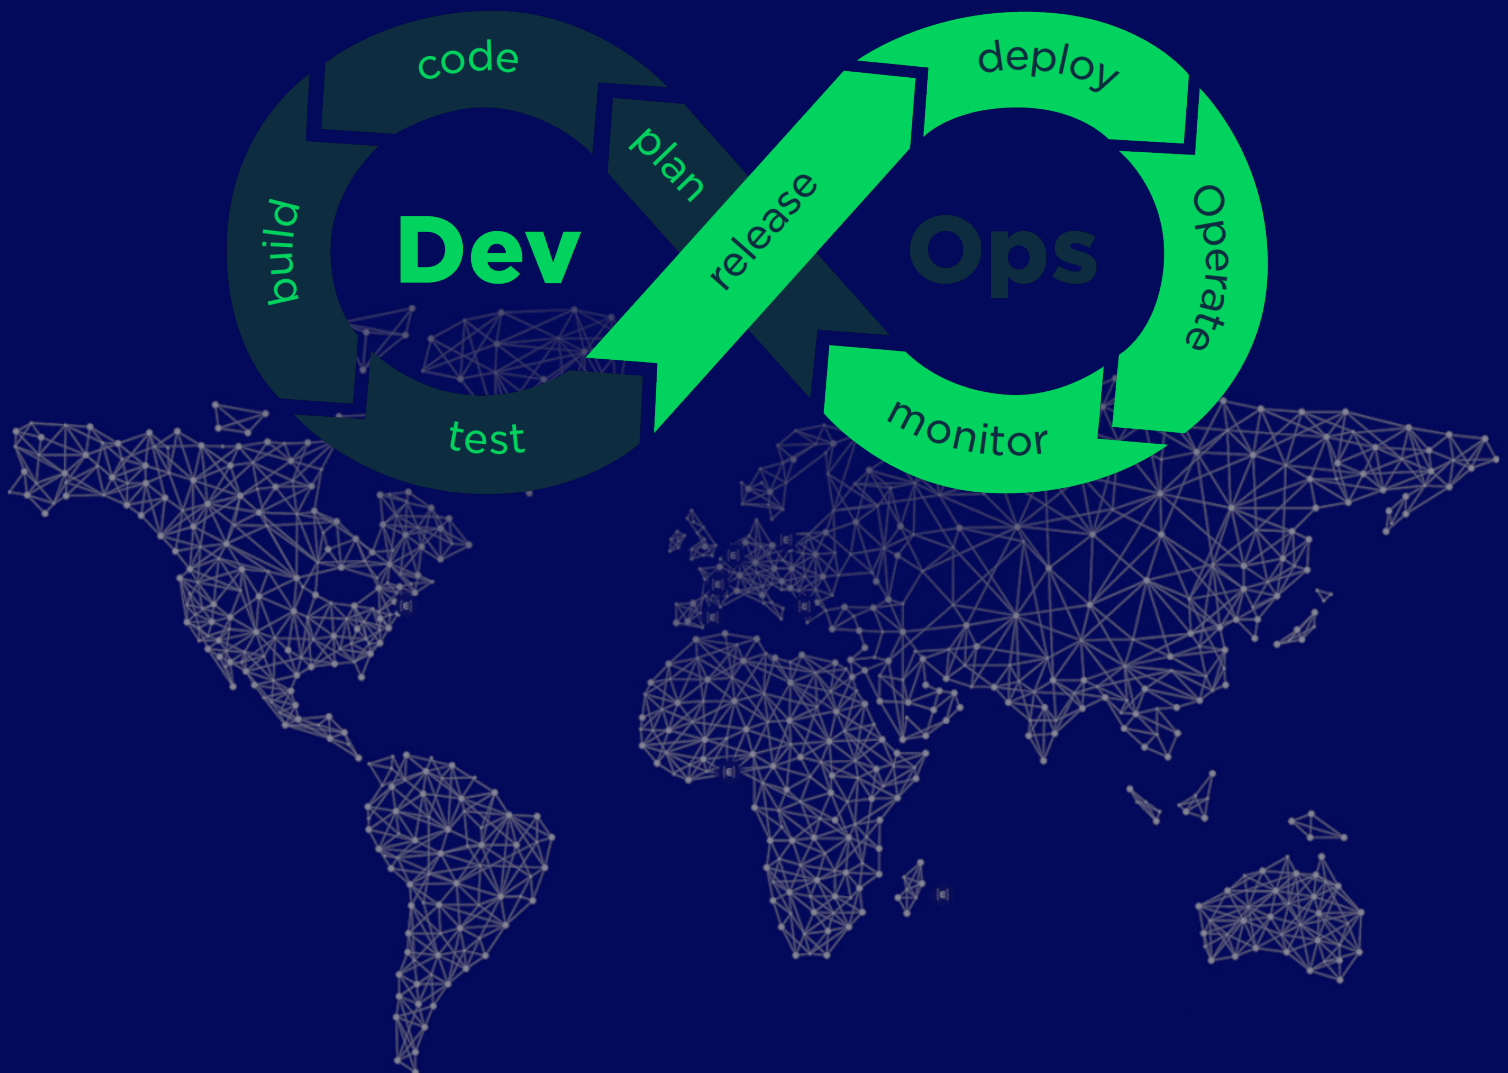 code
plan
build
Dev
test
release
deploy
Operate
Ops
monitor